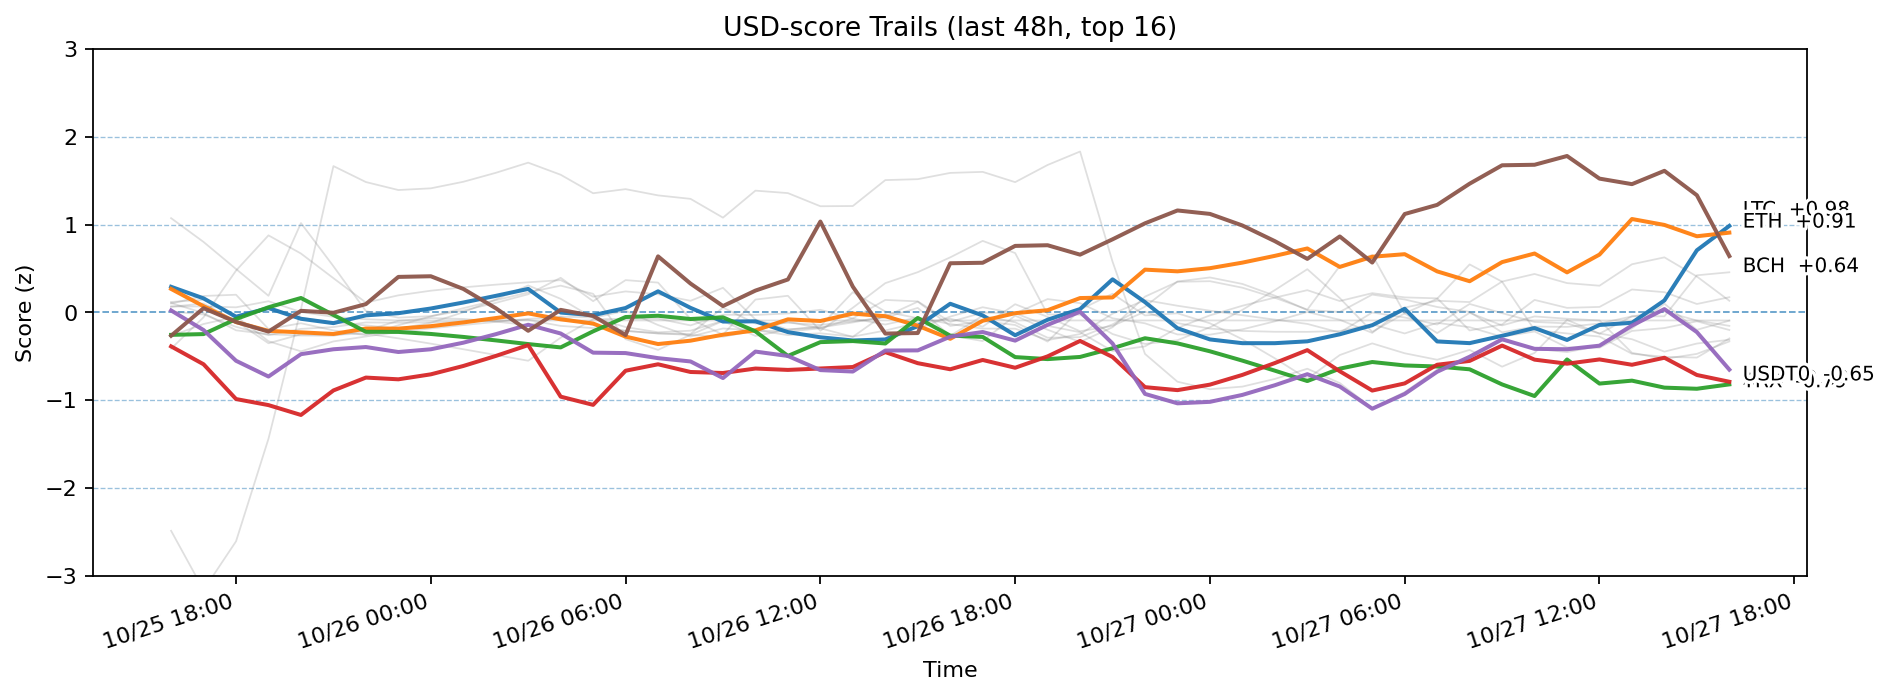 USD-score Trails (last 48h, top 16)
Score (z)
3
2
1
0
−1
−2
−3
LTC +0.98
ETH +0.91
BCH +0.64
USDT0 -0.65
10/25 18:00
10/26 00:00
10/26 06:00
10/26 12:00
10/26 18:00
10/27 00:00
10/27 06:00
10/27 12:00
10/27 18:00
Time